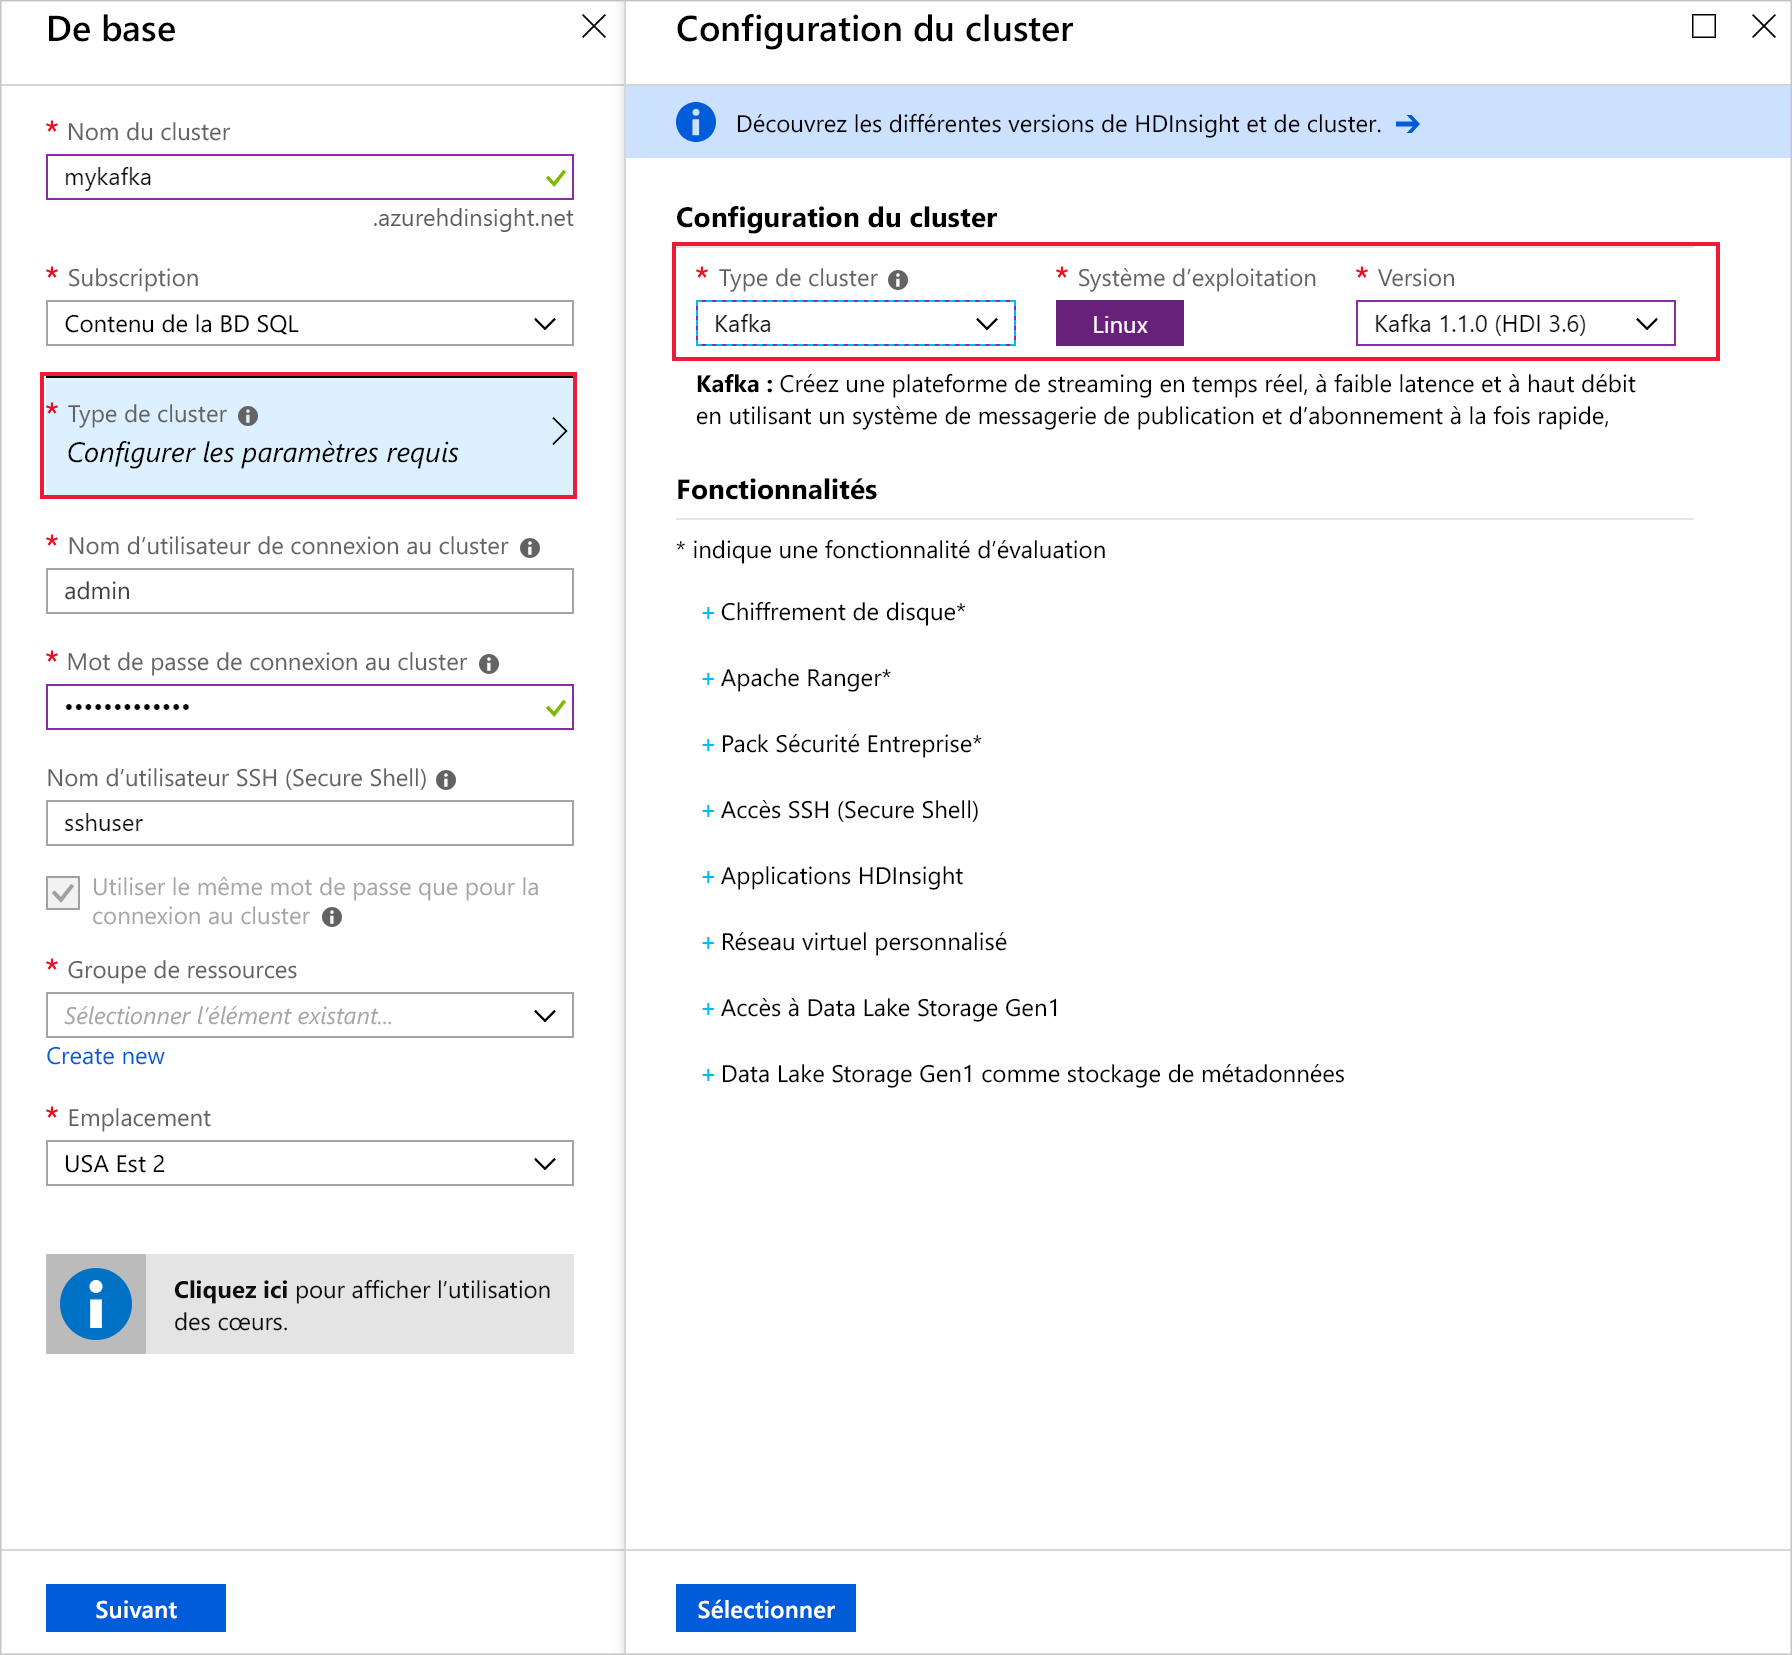 De base
* Nom du cluster
mykafka
.azurehdinsight.net
* Subscription
Contenu de la BD SQL
* Type de cluster
Configurer les paramètres requis
* Nom d’utilisateur de connexion au cluster
admin
* Mot de passe de connexion au cluster
•••••••••••••
Nom d’utilisateur SSH (Secure Shell)
sshuser
Utiliser le même mot de passe que pour la
connexion au cluster
* Groupe de ressources
Sélectionner l’élément existant...
Create new
* Emplacement
USA Est 2
Cliquez ici pour afficher l’utilisation
des cœurs.
Suivant
Configuration du cluster
Découvrez les différentes versions de HDInsight et de cluster. →
Configuration du cluster
* Type de cluster
Kafka
* Système d’exploitation
Linux
* Version
Kafka 1.1.0 (HDI 3.6)
Kafka : Créez une plateforme de streaming en temps réel, à faible latence et à haut débit
en utilisant un système de messagerie de publication et d’abonnement à la fois rapide,
Fonctionnalités
* indique une fonctionnalité d’évaluation
+ Chiffrement de disque*
+ Apache Ranger*
+ Pack Sécurité Entreprise*
+ Accès SSH (Secure Shell)
+ Applications HDInsight
+ Réseau virtuel personnalisé
+ Accès à Data Lake Storage Gen1
+ Data Lake Storage Gen1 comme stockage de métadonnées
Sélectionner